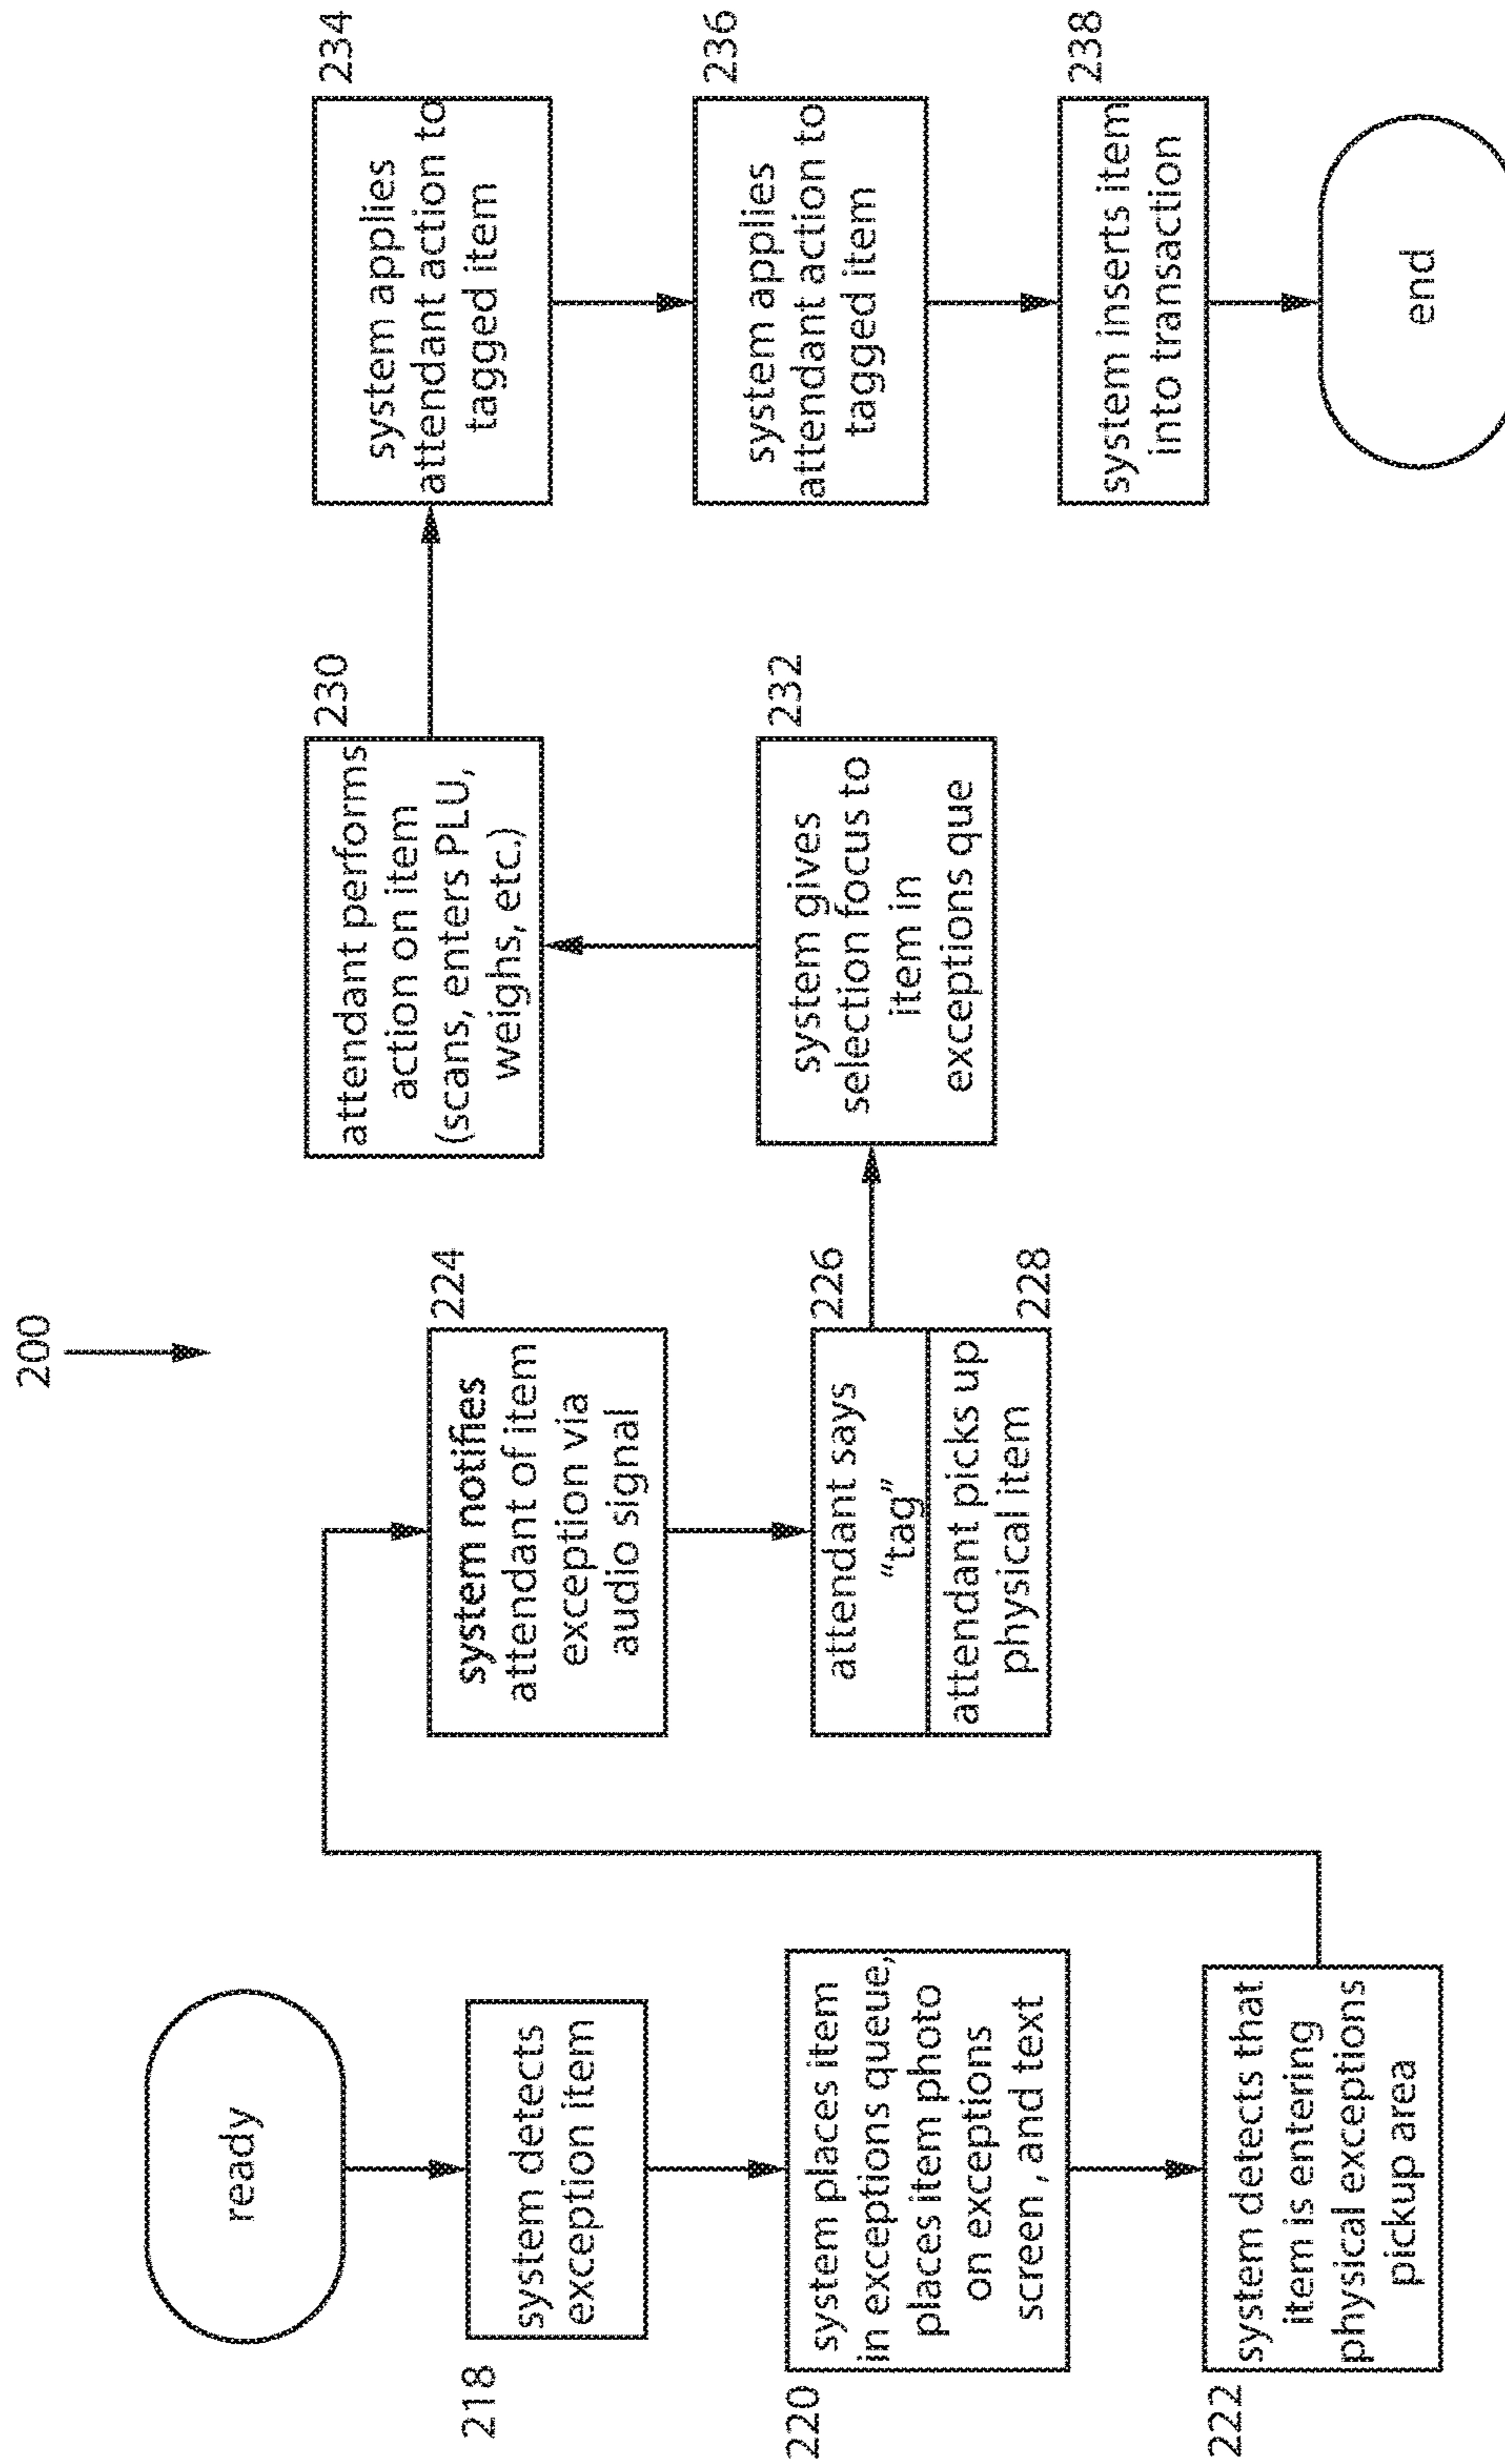 200
ready
218
system detects
exception item
220
system places item
in exceptions queue,
places item photo
on exceptions
screen, and text
222
system detects that
item is entering
physical exceptions
pickup area
224
system notifies
attendant of item
exception via
audio signal
226
attendant says
“tag”
228
attendant picks up
physical item
230
attendant performs
action on item
(scans, enters PLU,
weighs, etc.)
232
system gives
selection focus to
item in
exceptions que
234
system applies
attendant action to
tagged item
236
system applies
attendant action to
tagged item
238
system inserts item
into transaction
end